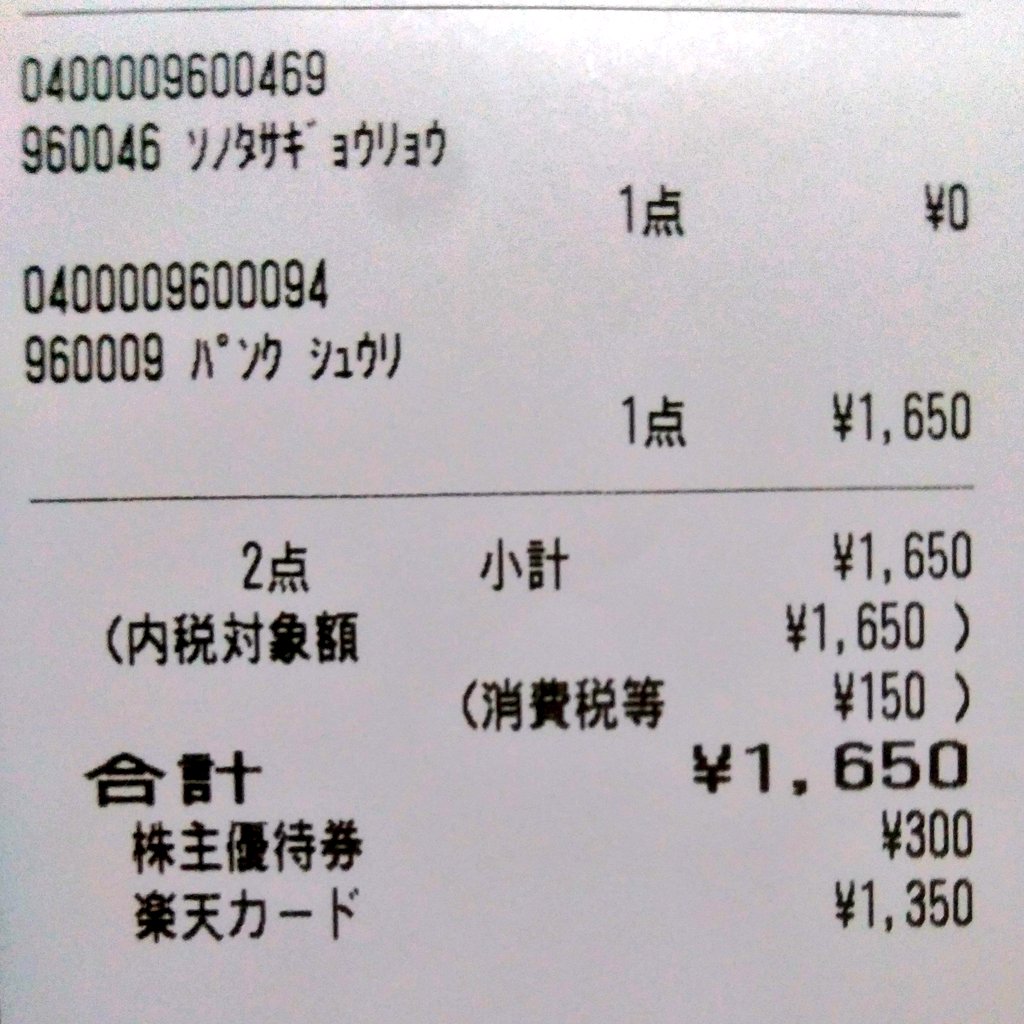 0400009600469
960046 ｿﾉﾀｻｷﾞｮｳﾘｮｳ
1点 ¥0
0400009600094
960009 ﾊﾟﾝｸ ｼｭｳﾘ
1点 ¥1,650
2点 小計 ¥1,650
(内税対象額 ¥1,650 )
(消費税等 ¥150 )
合計 ¥1,650
株主優待券 ¥300
楽天カード ¥1,350